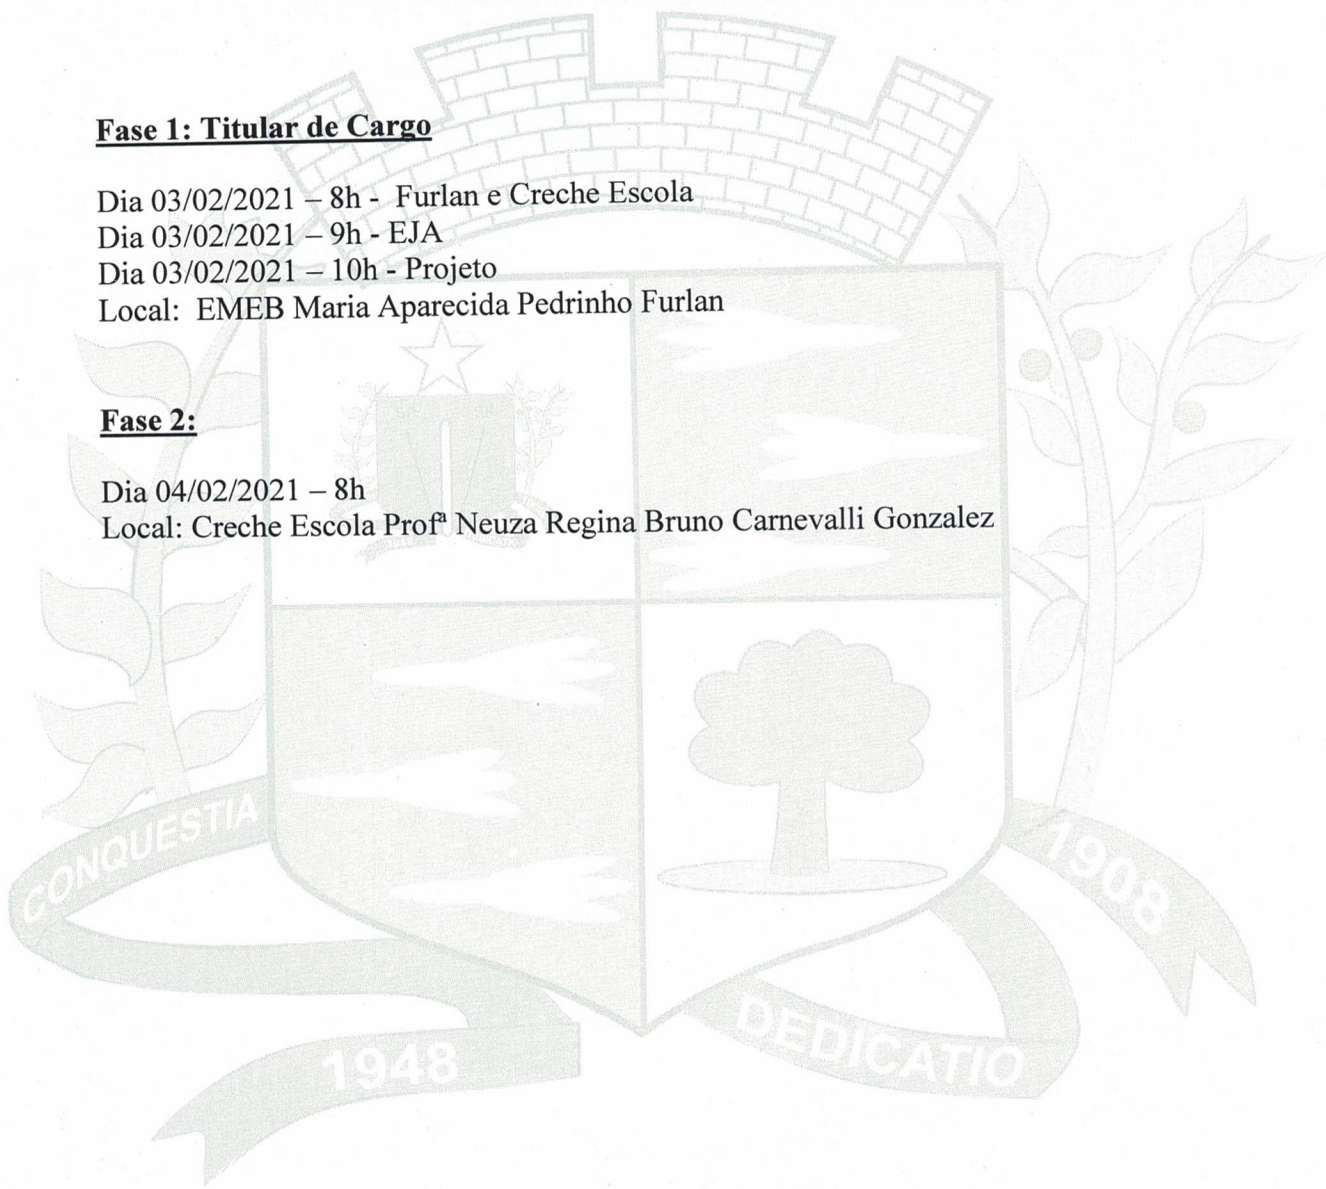 Fase 1: Titular de Cargo
Dia 03/02/2021 – 8h - Furlan e Creche Escola
Dia 03/02/2021 – 9h - EJA
Dia 03/02/2021 – 10h - Projeto
Local: EMEB Maria Aparecida Pedrinho Furlan
Fase 2:
Dia 04/02/2021 – 8h
Local: Creche Escola Profª Neuza Regina Bruno Carnevalli Gonzalez
CONQUESTIA
1908
DEDICATIO
1948